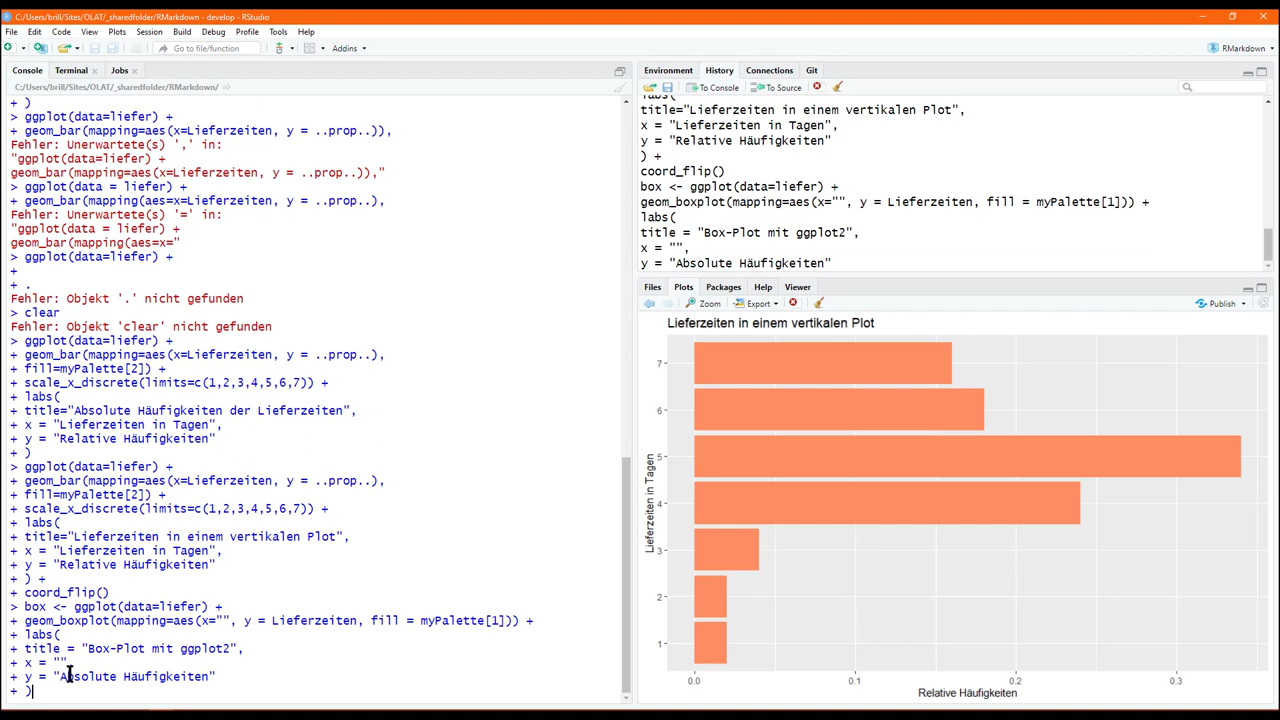 C:/Users/brill/Sites/OLAT/_sharedfolder/RMarkdown - develop - RStudio
File Edit Code View Plots Session Build Debug Profile Tools Help
Go to file/function Addins RMarkdown
Console Terminal Jobs
C:/Users/brill/Sites/OLAT/_sharedfolder/RMarkdown/
+ )
> ggplot(data=liefer) +
+ geom_bar(mapping=aes(x=Lieferzeiten, y = ..prop..)),
Fehler: Unerwartete(s) ',' in:
"ggplot(data=liefer) +
geom_bar(mapping=aes(x=Lieferzeiten, y = ..prop..)),"
> ggplot(data = liefer) +
+ geom_bar(mapping(aes=x=Lieferzeiten, y = ..prop..),
Fehler: Unerwartete(s) '=' in:
"ggplot(data = liefer) +
geom_bar(mapping(aes=x="
> ggplot(data=liefer) +
+
+ .
Fehler: Objekt '.' nicht gefunden
> clear
Fehler: Objekt 'clear' nicht gefunden
> ggplot(data=liefer) +
+ geom_bar(mapping=aes(x=Lieferzeiten, y = ..prop..),
+ fill=myPalette[2]) +
+ scale_x_discrete(limits=c(1,2,3,4,5,6,7)) +
+ labs(
+ title="Absolute Häufigkeiten der Lieferzeiten",
+ x = "Lieferzeiten in Tagen",
+ y = "Relative Häufigkeiten"
+ )
> ggplot(data=liefer) +
+ geom_bar(mapping=aes(x=Lieferzeiten, y = ..prop..),
+ fill=myPalette[2]) +
+ scale_x_discrete(limits=c(1,2,3,4,5,6,7)) +
+ labs(
+ title="Lieferzeiten in einem vertikalen Plot",
+ x = "Lieferzeiten in Tagen",
+ y = "Relative Häufigkeiten"
+ ) +
+ coord_flip()
> box <- ggplot(data=liefer) +
+ geom_boxplot(mapping=aes(x="", y = Lieferzeiten, fill = myPalette[1])) +
+ labs(
+ title = "Box-Plot mit ggplot2",
+ x = ""
+ y = "Absolute Häufigkeiten"
+ )
Environment History Connections Git
To Console To Source
labs(
title="Lieferzeiten in einem vertikalen Plot",
x = "Lieferzeiten in Tagen",
y = "Relative Häufigkeiten"
) +
coord_flip()
box <- ggplot(data=liefer) +
geom_boxplot(mapping=aes(x="", y = Lieferzeiten, fill = myPalette[1])) +
labs(
title = "Box-Plot mit ggplot2",
x = "",
y = "Absolute Häufigkeiten"
Files Plots Packages Help Viewer
Zoom Export Publish
Lieferzeiten in einem vertikalen Plot
Lieferzeiten in Tagen
7
6
5
4
3
2
1
0.0 0.1 0.2 0.3
Relative Häufigkeiten